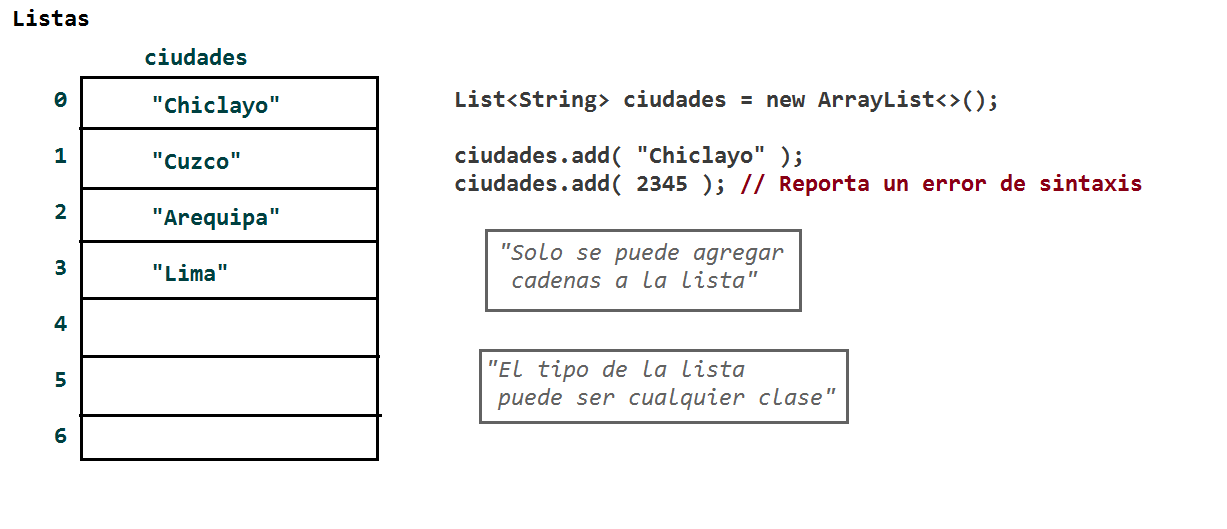 Listas
ciudades
0 "Chiclayo"
1 "Cuzco"
2 "Arequipa"
3 "Lima"
4
5
6
List<String> ciudades = new ArrayList<>();
ciudades.add( "Chiclayo" );
ciudades.add( 2345 ); // Reporta un error de sintaxis
"Solo se puede agregar
cadenas a la lista"
"El tipo de la lista
puede ser cualquier clase"